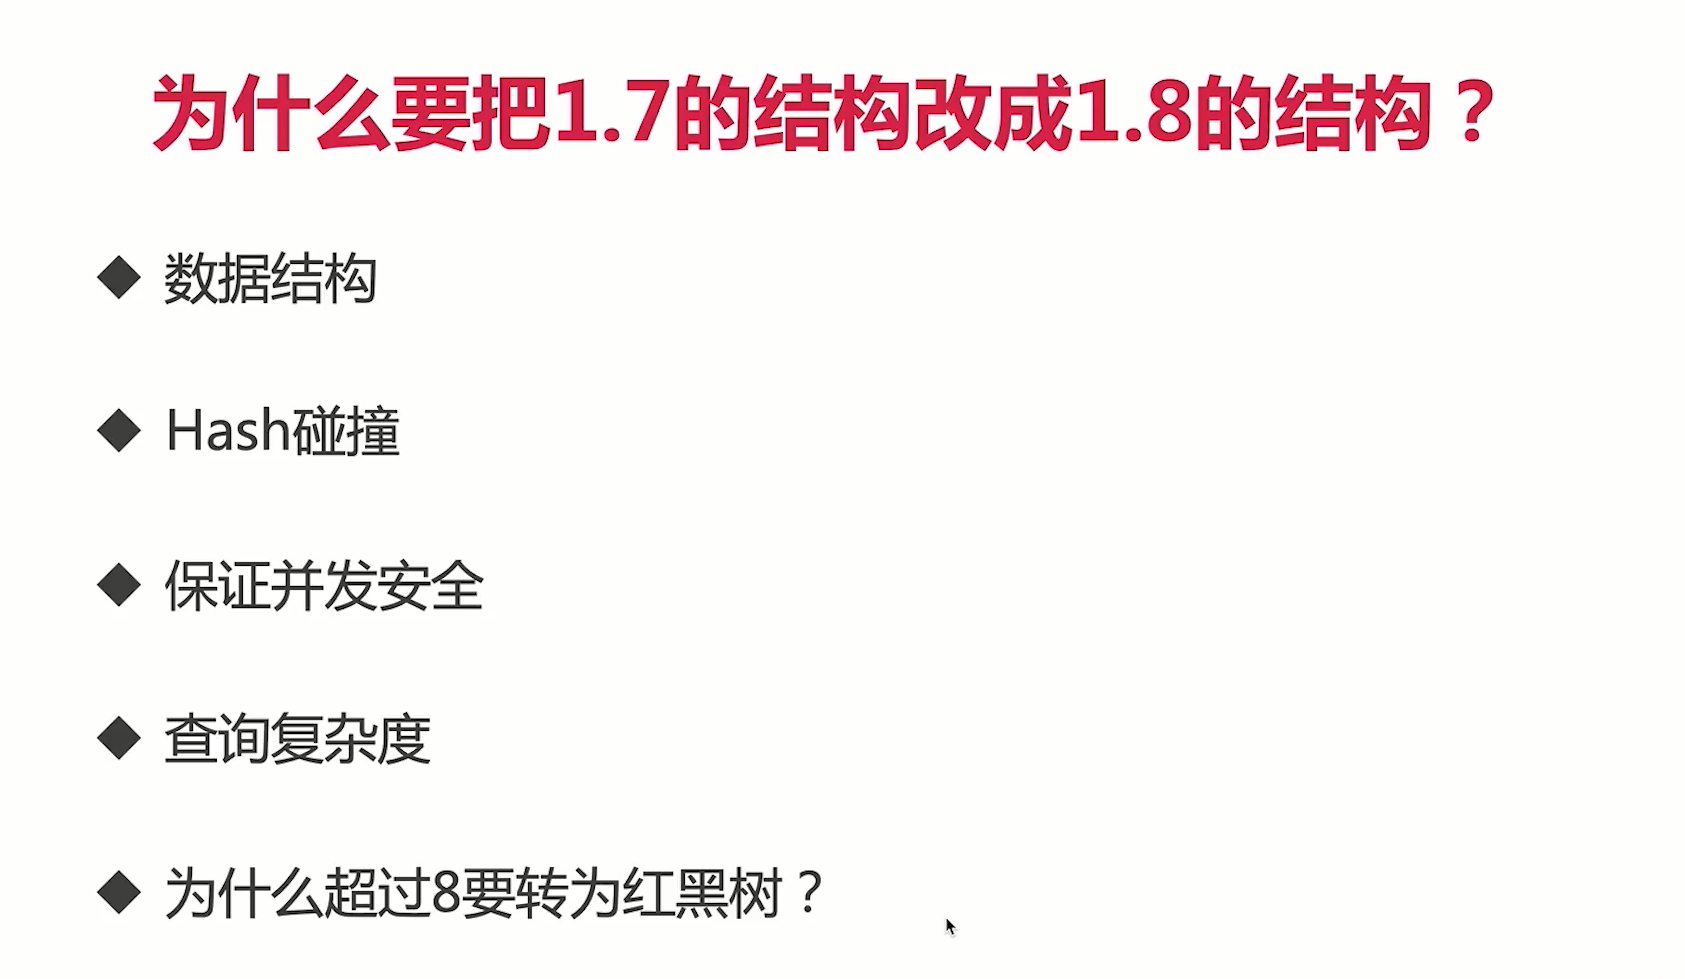 为什么要把1.7的结构改成1.8的结构？
◆ 数据结构
◆ Hash碰撞
◆ 保证并发安全
◆ 查询复杂度
◆ 为什么超过8要转为红黑树？